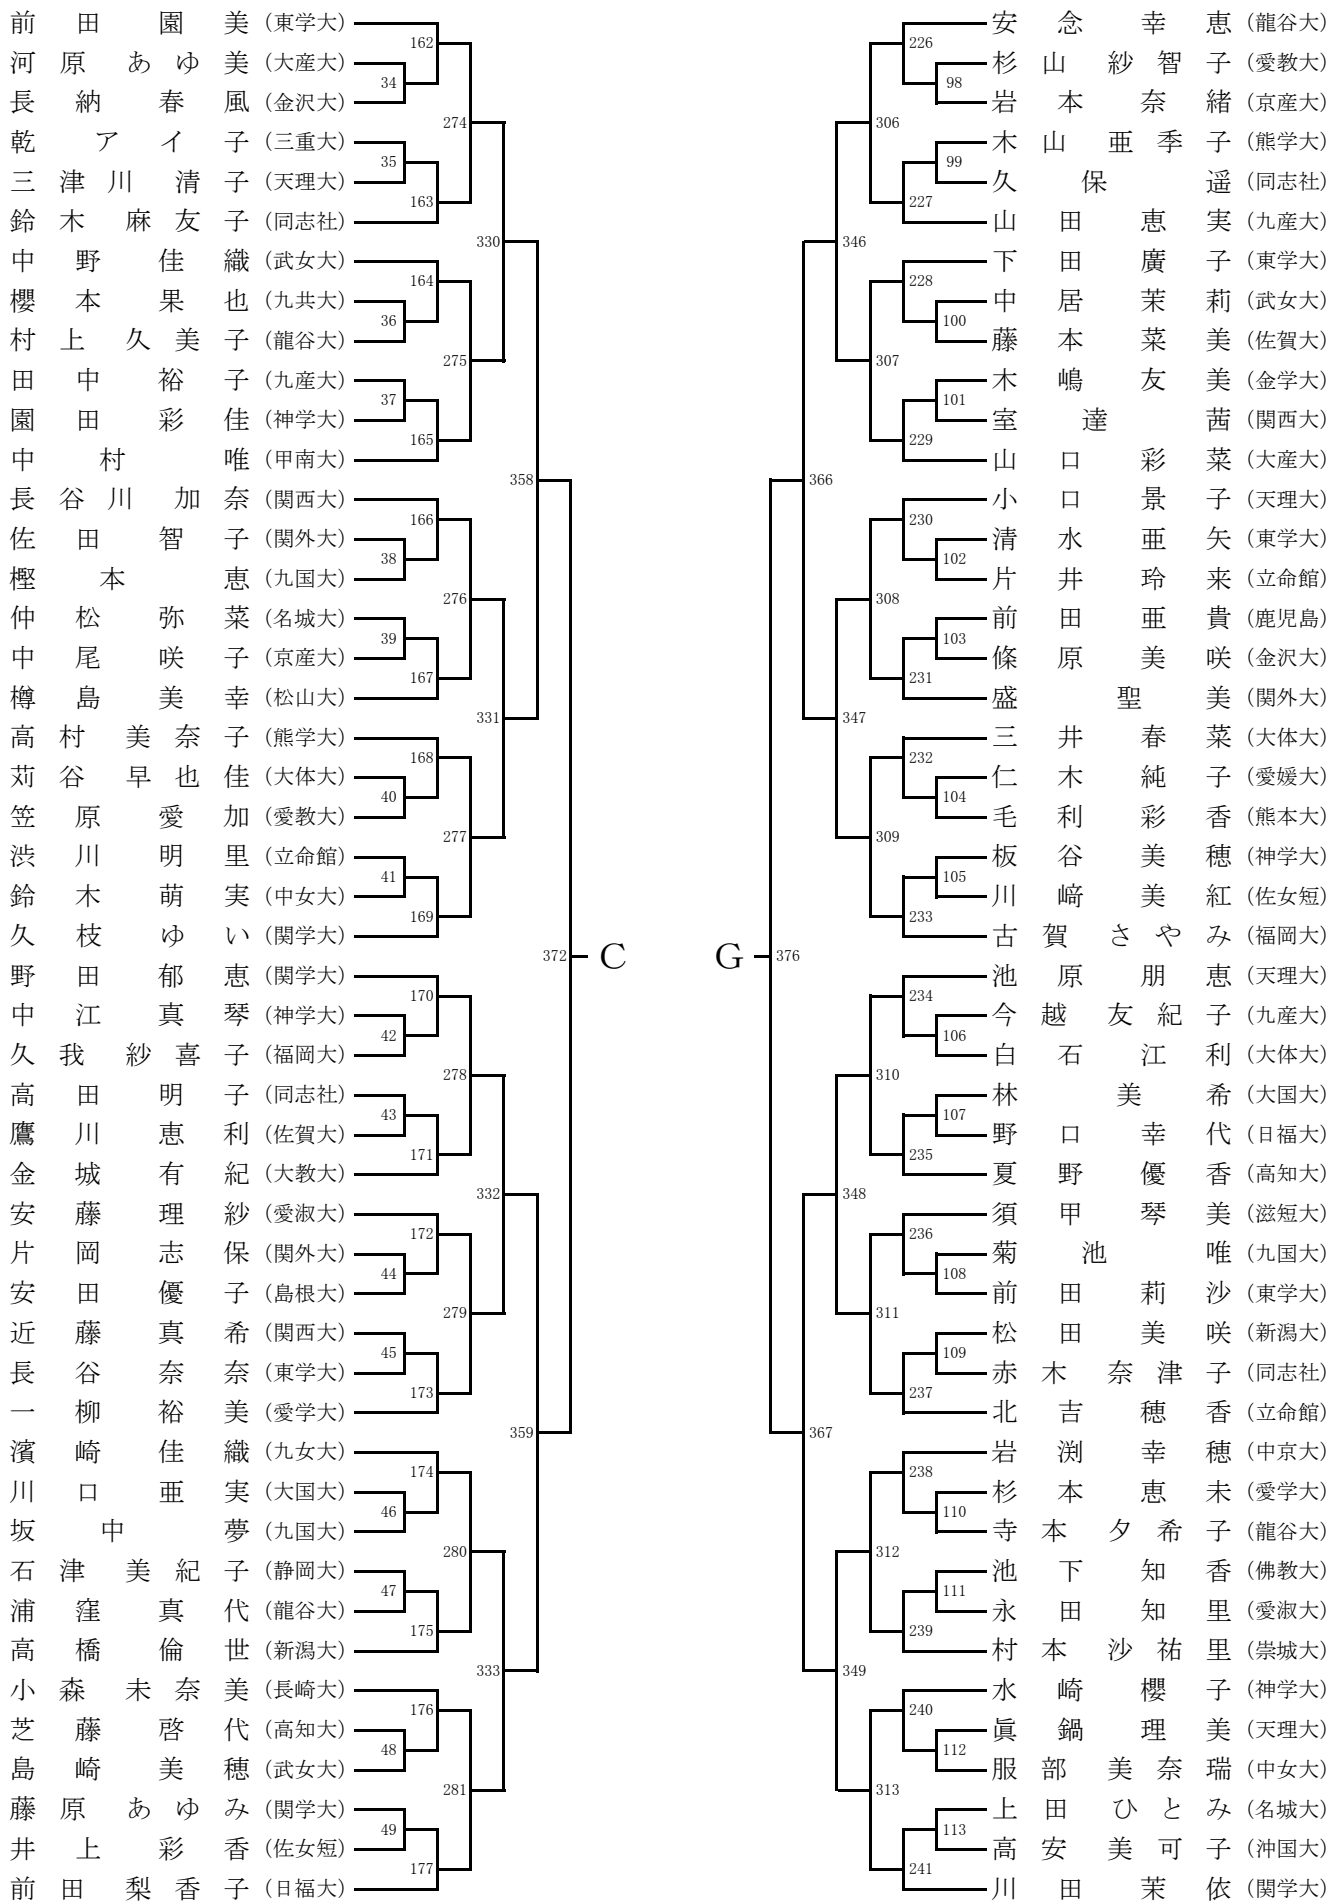 前田園美 (東学大)
162
河原あゆ美 (大産大)
34
長納春風 (金沢大)
274
乾アイ子 (三重大)
35
三津川清子 (天理大)
163
鈴木麻友子 (同志社)
330
中野佳織 (武女大)
164
櫻本果也 (九共大)
36
村上久美子 (龍谷大)
275
田中裕子 (九産大)
37
園田彩佳 (神学大)
165
中村唯 (甲南大)
358
長谷川加奈 (関西大)
166
佐田智子 (関外大)
38
樫本恵 (九国大)
276
仲松弥菜 (名城大)
39
中尾咲子 (京産大)
167
樽島美幸 (松山大)
331
高村美奈子 (熊学大)
168
苅谷早也佳 (大体大)
40
笠原愛加 (愛教大)
277
渋川明里 (立命館)
41
鈴木萌実 (中女大)
169
久枝ゆい (関学大)
372 C
野田郁恵 (関学大)
170
中江真琴 (神学大)
42
久我紗喜子 (福岡大)
278
高田明子 (同志社)
43
鷹川恵利 (佐賀大)
171
金城有紀 (大教大)
332
安藤理紗 (愛淑大)
172
片岡志保 (関外大)
44
安田優子 (島根大)
279
近藤真希 (関西大)
45
長谷奈奈 (東学大)
173
一柳裕美 (愛学大)
359
濱崎佳織 (九女大)
174
川口亜実 (大国大)
46
坂中夢 (九国大)
280
石津美紀子 (静岡大)
47
浦窪真代 (龍谷大)
175
高橋倫世 (新潟大)
333
小森未奈美 (長崎大)
176
芝藤啓代 (高知大)
48
島崎美穂 (武女大)
281
藤原あゆみ (関学大)
49
井上彩香 (佐女短)
177
前田梨香子 (日福大)
安念幸恵 (龍谷大)
226
杉山紗智子 (愛教大)
98
岩本奈緒 (京産大)
306
木山亜季子 (熊学大)
99
久保遥 (同志社)
227
山田恵実 (九産大)
346
下田廣子 (東学大)
228
中居茉莉 (武女大)
100
藤本菜美 (佐賀大)
307
木嶋友美 (金学大)
101
室達茜 (関西大)
229
山口彩菜 (大産大)
366
小口景子 (天理大)
230
清水亜矢 (東学大)
102
片井玲来 (立命館)
308
前田亜貴 (鹿児島)
103
條原美咲 (金沢大)
231
盛聖美 (関外大)
347
三井春菜 (大体大)
232
仁木純子 (愛媛大)
104
毛利彩香 (熊本大)
309
板谷美穂 (神学大)
105
川﨑美紅 (佐女短)
233
古賀さやみ (福岡大)
G 376
池原朋恵 (天理大)
234
今越友紀子 (九産大)
106
白石江利 (大体大)
310
林美希 (大国大)
107
野口幸代 (日福大)
235
夏野優香 (高知大)
348
須甲琴美 (滋短大)
236
菊池唯 (九国大)
108
前田莉沙 (東学大)
311
松田美咲 (新潟大)
109
赤木奈津子 (同志社)
237
北吉穂香 (立命館)
367
岩渕幸穂 (中京大)
238
杉本恵未 (愛学大)
110
寺本夕希子 (龍谷大)
312
池下知香 (佛教大)
111
永田知里 (愛淑大)
239
村本沙祐里 (崇城大)
349
水崎櫻子 (神学大)
240
眞鍋理美 (天理大)
112
服部美奈瑞 (中女大)
313
上田ひとみ (名城大)
113
高安美可子 (沖国大)
241
川田茉依 (関学大)